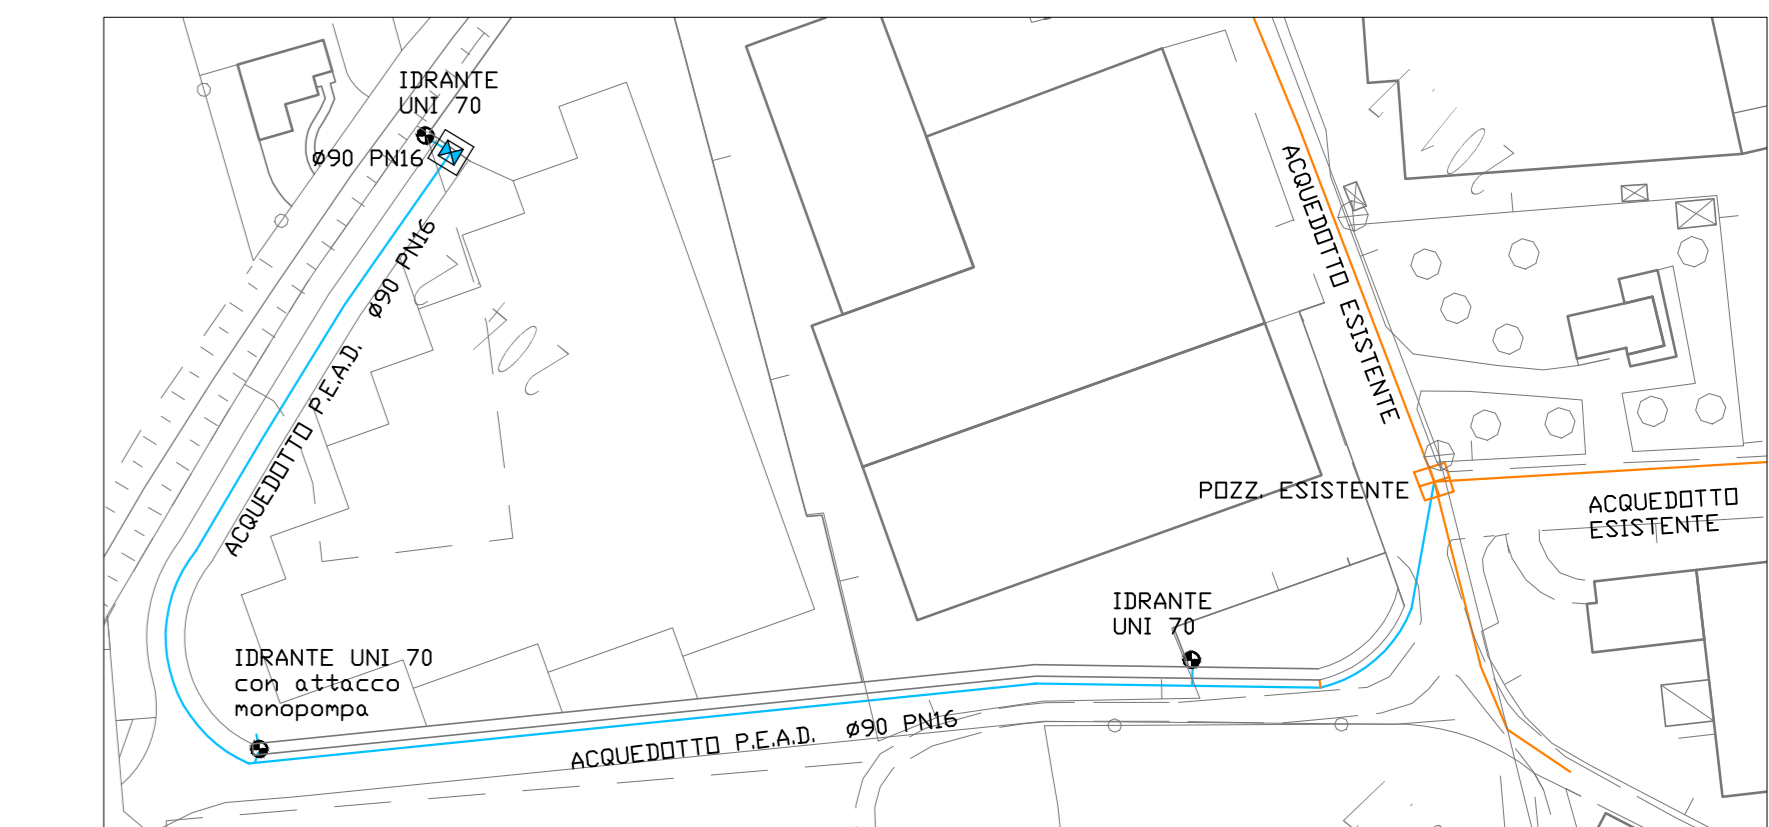 IDRANTE
UNI 70
Ø90 PN16
Ø90 PN16
ACQUEDOTTO P.E.A.D.
ACQUEDOTTO ESISTENTE
POZZ. ESISTENTE
ACQUEDOTTO
ESISTENTE
IDRANTE
UNI 70
IDRANTE UNI 70
con attacco
monopompa
ACQUEDOTTO P.E.A.D. Ø90 PN16